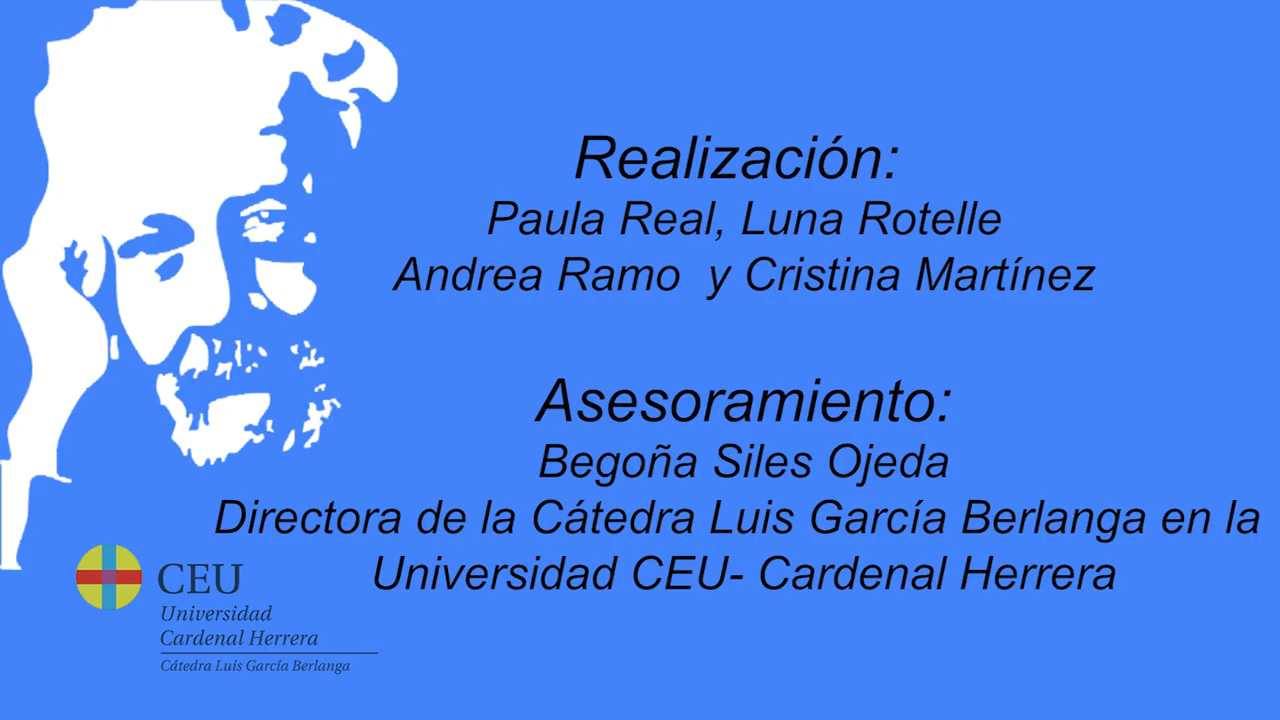 Realización:
Paula Real, Luna Rotelle
Andrea Ramo y Cristina Martínez
Asesoramiento:
Begoña Siles Ojeda
Directora de la Cátedra Luis García Berlanga en la
Universidad CEU- Cardenal Herrera
CEU
Universidad
Cardenal Herrera
Cátedra Luis García Berlanga